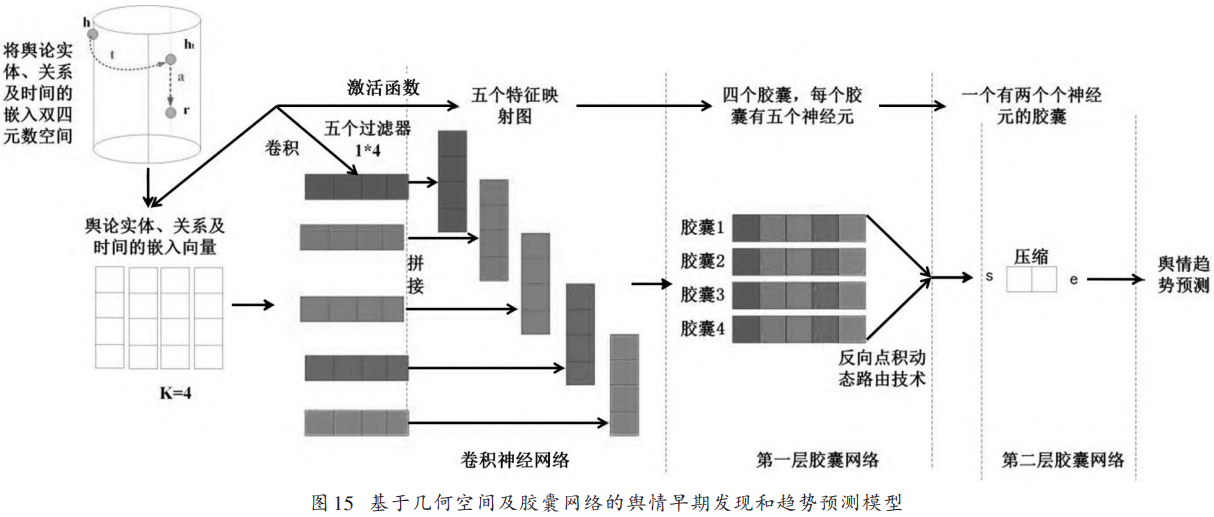 h
将舆论实
体、关系
及时间的
嵌入双四
元数空间
t
hₜ
a
r
舆论实体、关系及
时间的嵌入向量
K=4
激活函数
卷积
五个过滤器
1*4
五个特征映
射图
拼
接
卷积神经网络
四个胶囊，每个胶
囊有五个神经元
胶囊1
胶囊2
胶囊3
胶囊4
反向点积动
态路由技术
第一层胶囊网络
一个有两个个神经
元的胶囊
s
压缩
e
第二层胶囊网络
舆情趋
势预测
图15 基于几何空间及胶囊网络的舆情早期发现和趋势预测模型